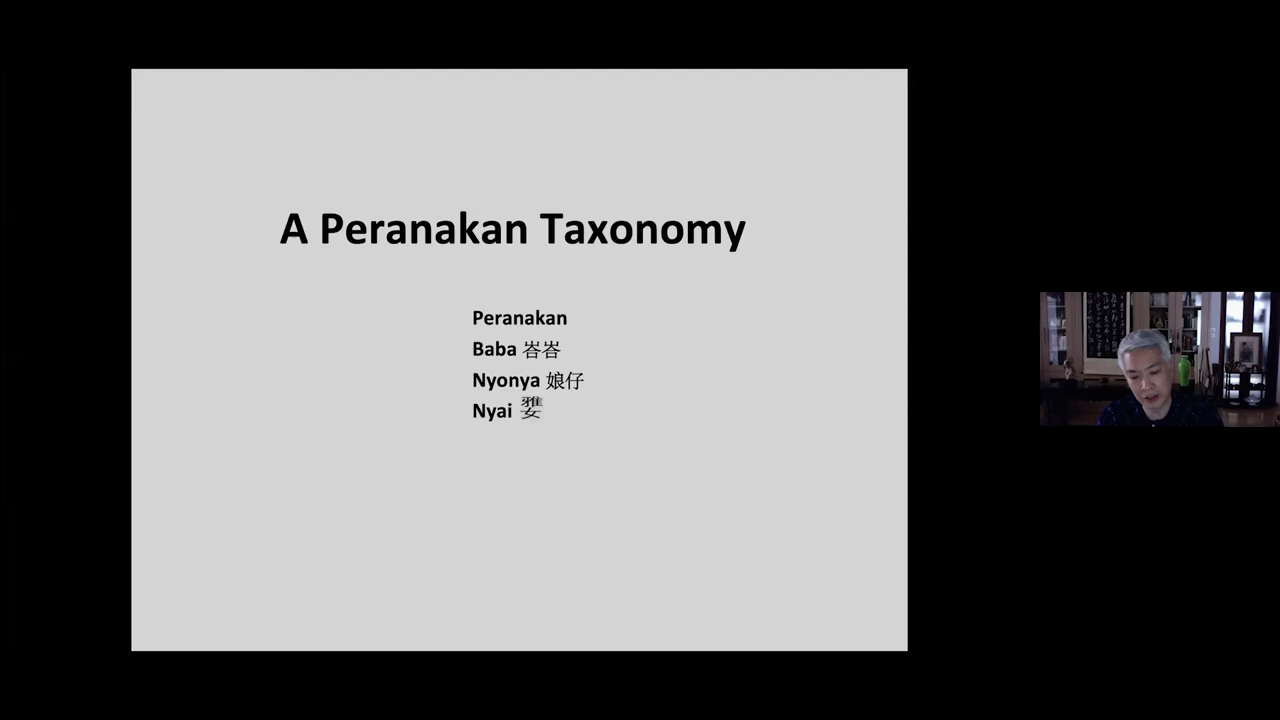 A Peranakan Taxonomy
Peranakan
Baba 峇峇
Nyonya 娘仔
Nyai